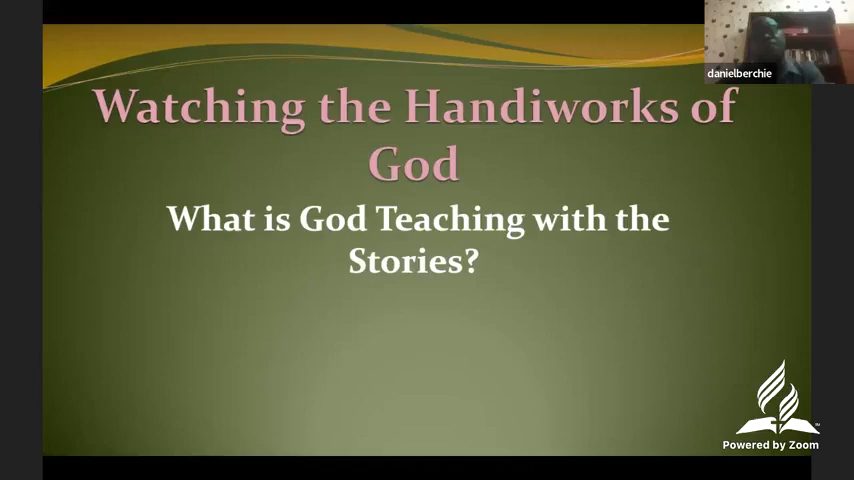 danielberchie
Watching the Handiworks of
God
What is God Teaching with the
Stories?
Powered by Zoom